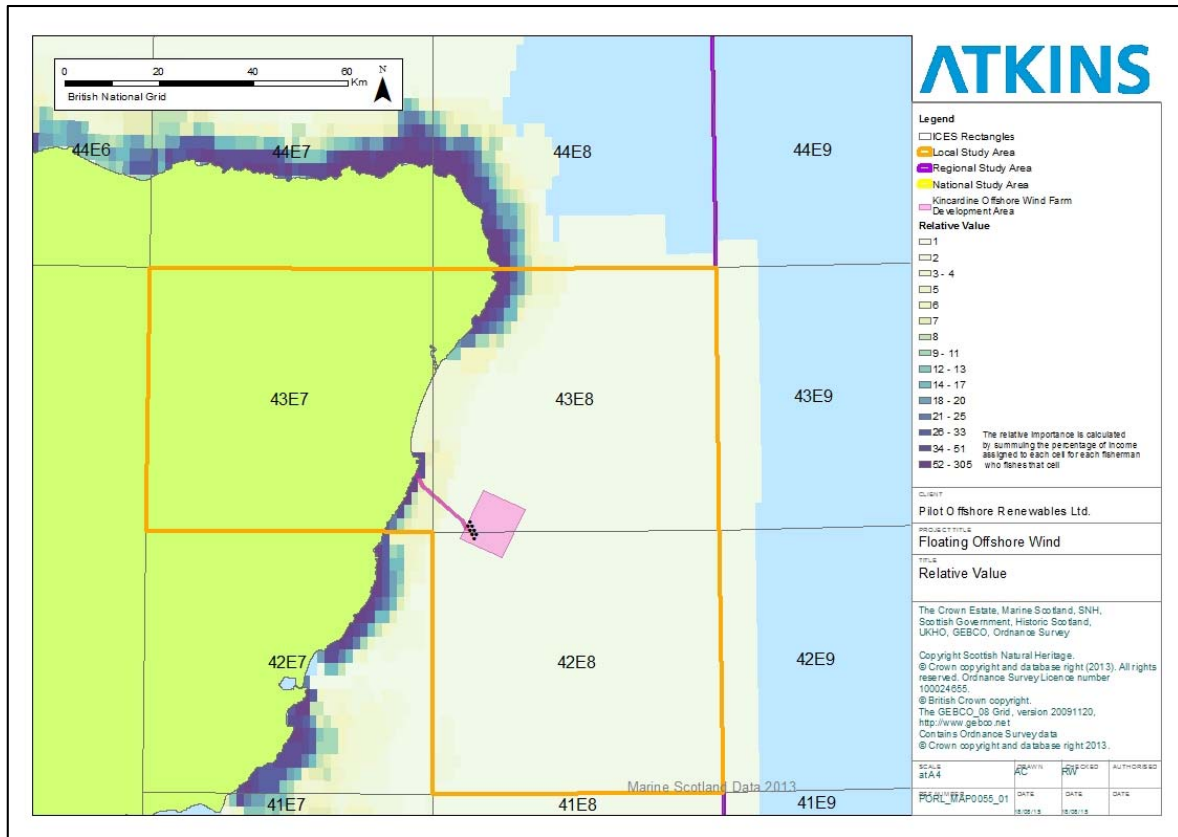 0 20 40 60
Km
N
British National Grid
44E6
44E7
44E8
44E9
43E7
43E8
43E9
42E7
42E8
42E9
Marine Scotland Data 2013
41E7
41E8
41E9
ATKINS
Legend
ICES Rectangles
Local Study Area
Regional Study Area
National Study Area
Kincardine Offshore Wind Farm
Development Area
Relative Value
1
2
3 - 4
5
6
7
8
9 - 11
12 - 13
14 - 17
18 - 20
21 - 25
26 - 33
34 - 51
52 - 305
The relative importance is calculated
by summuing the percentage of income
assigned to each cell for each fisherman
who fishes that cell
CLIENT
Pilot Offshore Renewables Ltd.
PROJECT TITLE
Floating Offshore Wind
TITLE
Relative Value
The Crown Estate, Marine Scotland, SNH,
Scottish Government, Historic Scotland,
UKHO, GEBCO, Ordnance Survey
Copyright Scottish Natural Heritage.
© Crown copyright and database right (2013). All rights
reserved. Ordnance Survey Licence number
100024655.
© British Crown copyright.
The GEBCO_08 Grid, version 20091120,
http://www.gebco.net
Contains Ordnance Survey data
© Crown copyright and database right 2013.
SCALE DRAWN CHECKED AUTHORISED
at A4 AC RW
DATE DATE DATE
PORL_MAP0055_01